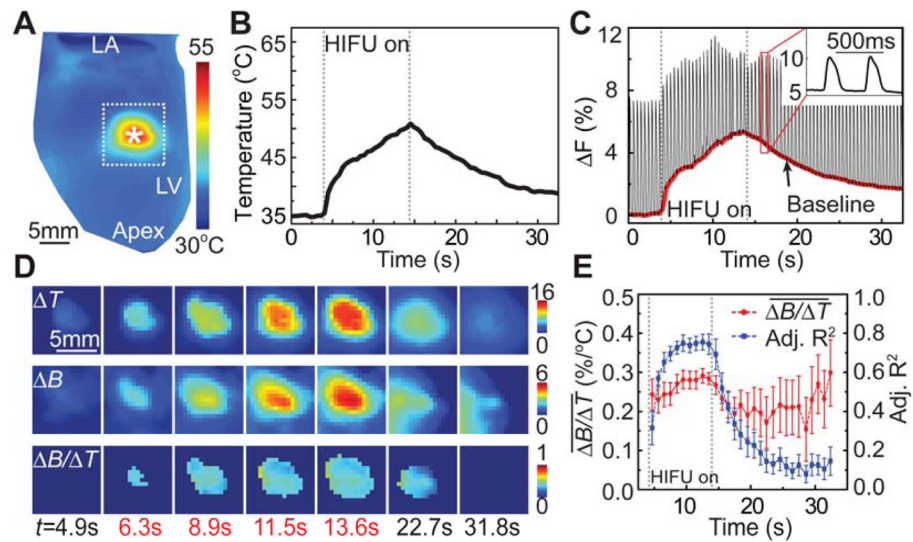 A
LA
55
LV
Apex
5mm
30°C
B
HIFU on
Temperature (°C)
65
55
45
35
0
10
20
30
Time (s)
C
500ms
10
5
ΔF (%)
12
8
4
0
HIFU on
Baseline
0
10
20
30
Time (s)
D
ΔT
5mm
16
0
ΔB
6
0
ΔB/ΔT
1
0
t=4.9s 6.3s 8.9s 11.5s 13.6s 22.7s 31.8s
E
ΔB/ΔT (%/°C)
0.5
0.4
0.3
0.2
0.1
0.0
ΔB/ΔT
Adj. R²
HIFU on
1.0
0.8
0.6
0.4
0.2
0.0
Adj. R²
10
20
30
Time (s)